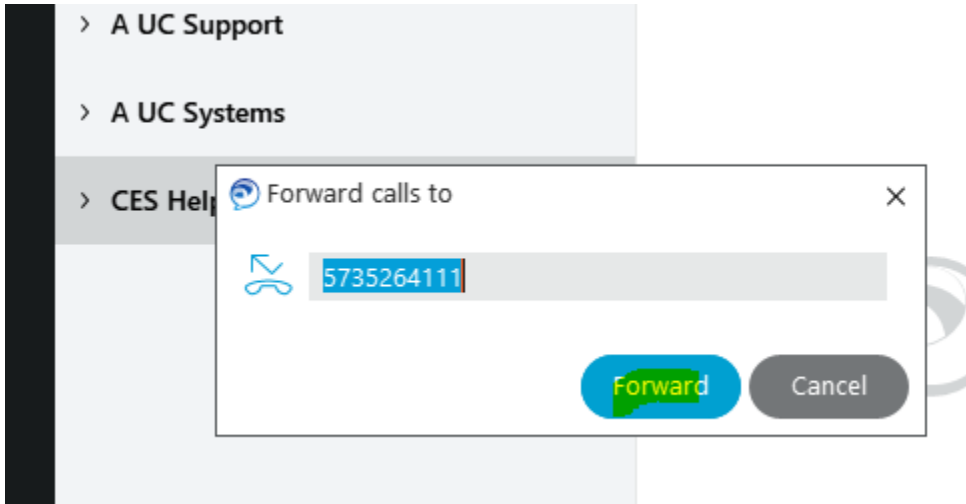 A UC Support
A UC Systems
CES Help
Forward calls to
5735264111
Forward
Cancel